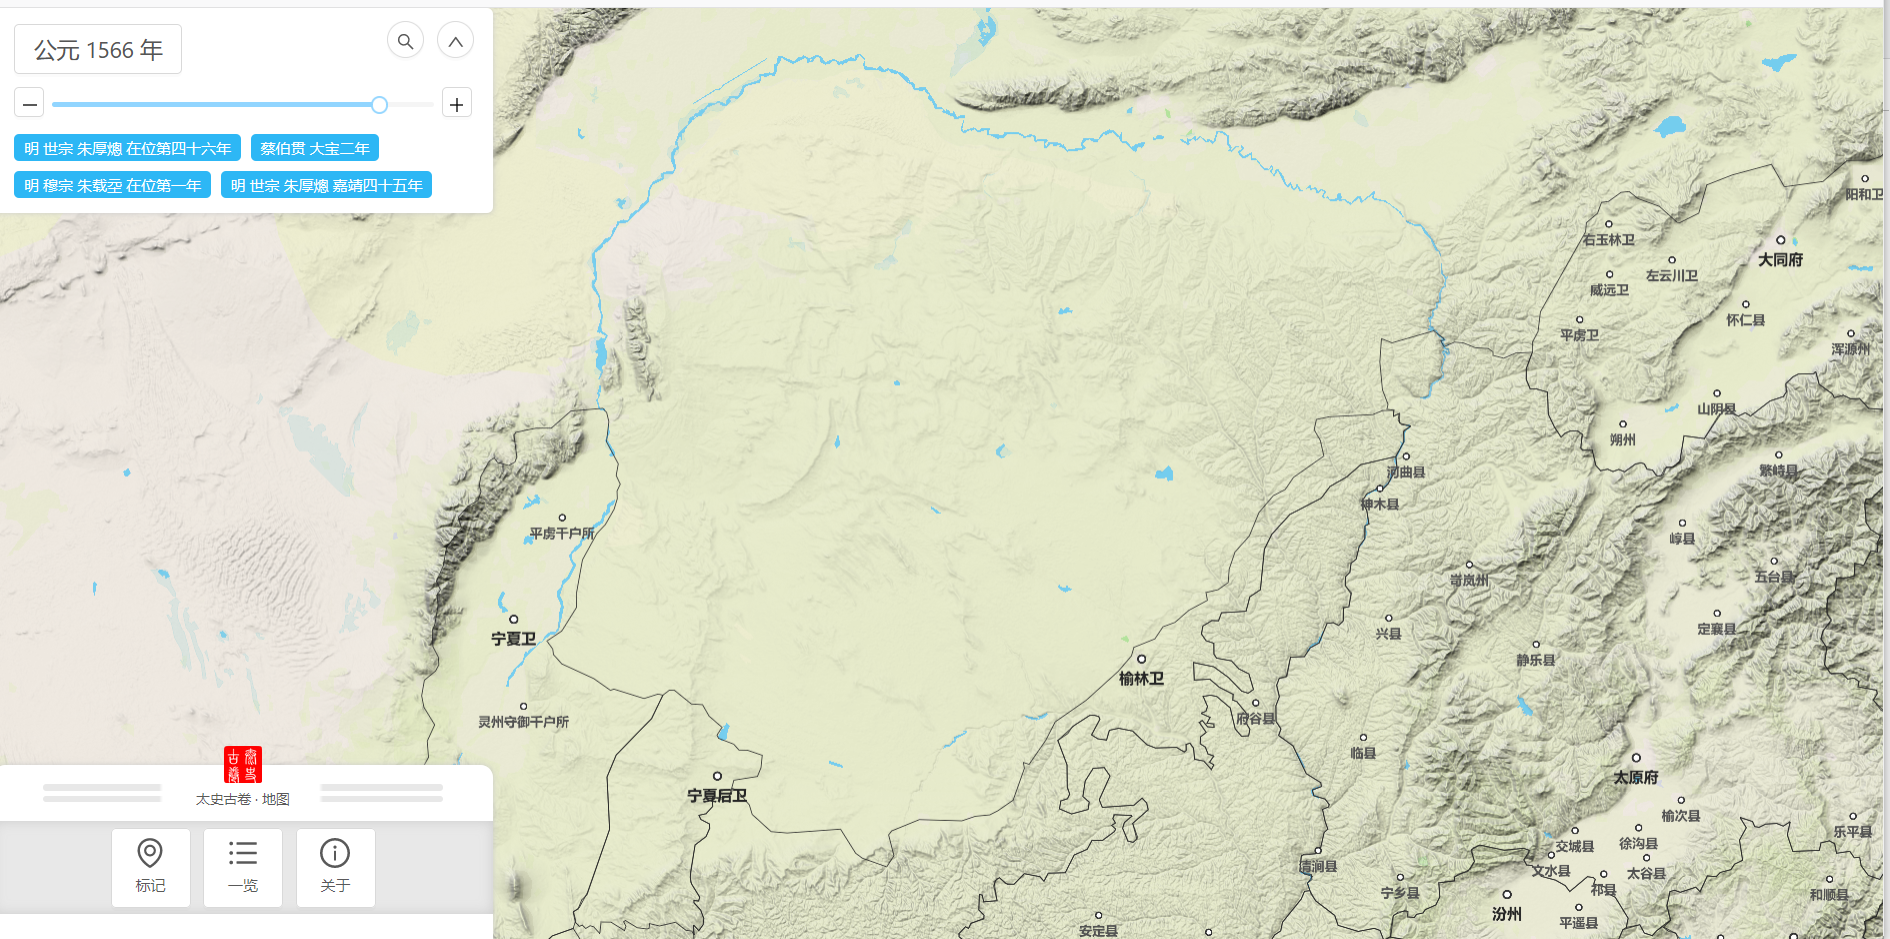 公元 1566 年
明 世宗 朱厚熜 在位第四十六年
蔡伯贯 大宝二年
明 穆宗 朱载坖 在位第一年
明 世宗 朱厚熜 嘉靖四十五年
阳和卫
右玉林卫
大同府
左云川卫
威远卫
怀仁县
平虏卫
浑源州
山阴县
朔州
繁峙县
河曲县
神木县
平虏千户所
崞县
五台县
岢岚州
定襄县
兴县
宁夏卫
静乐县
榆林卫
府谷县
灵州守御千户所
临县
太原府
宁夏后卫
榆次县
乐平县
交城县
徐沟县
清涧县
文水县
太谷县
宁乡县
祁县
和顺县
汾州
平遥县
安定县
太史古卷 · 地图
标记
一览
关于